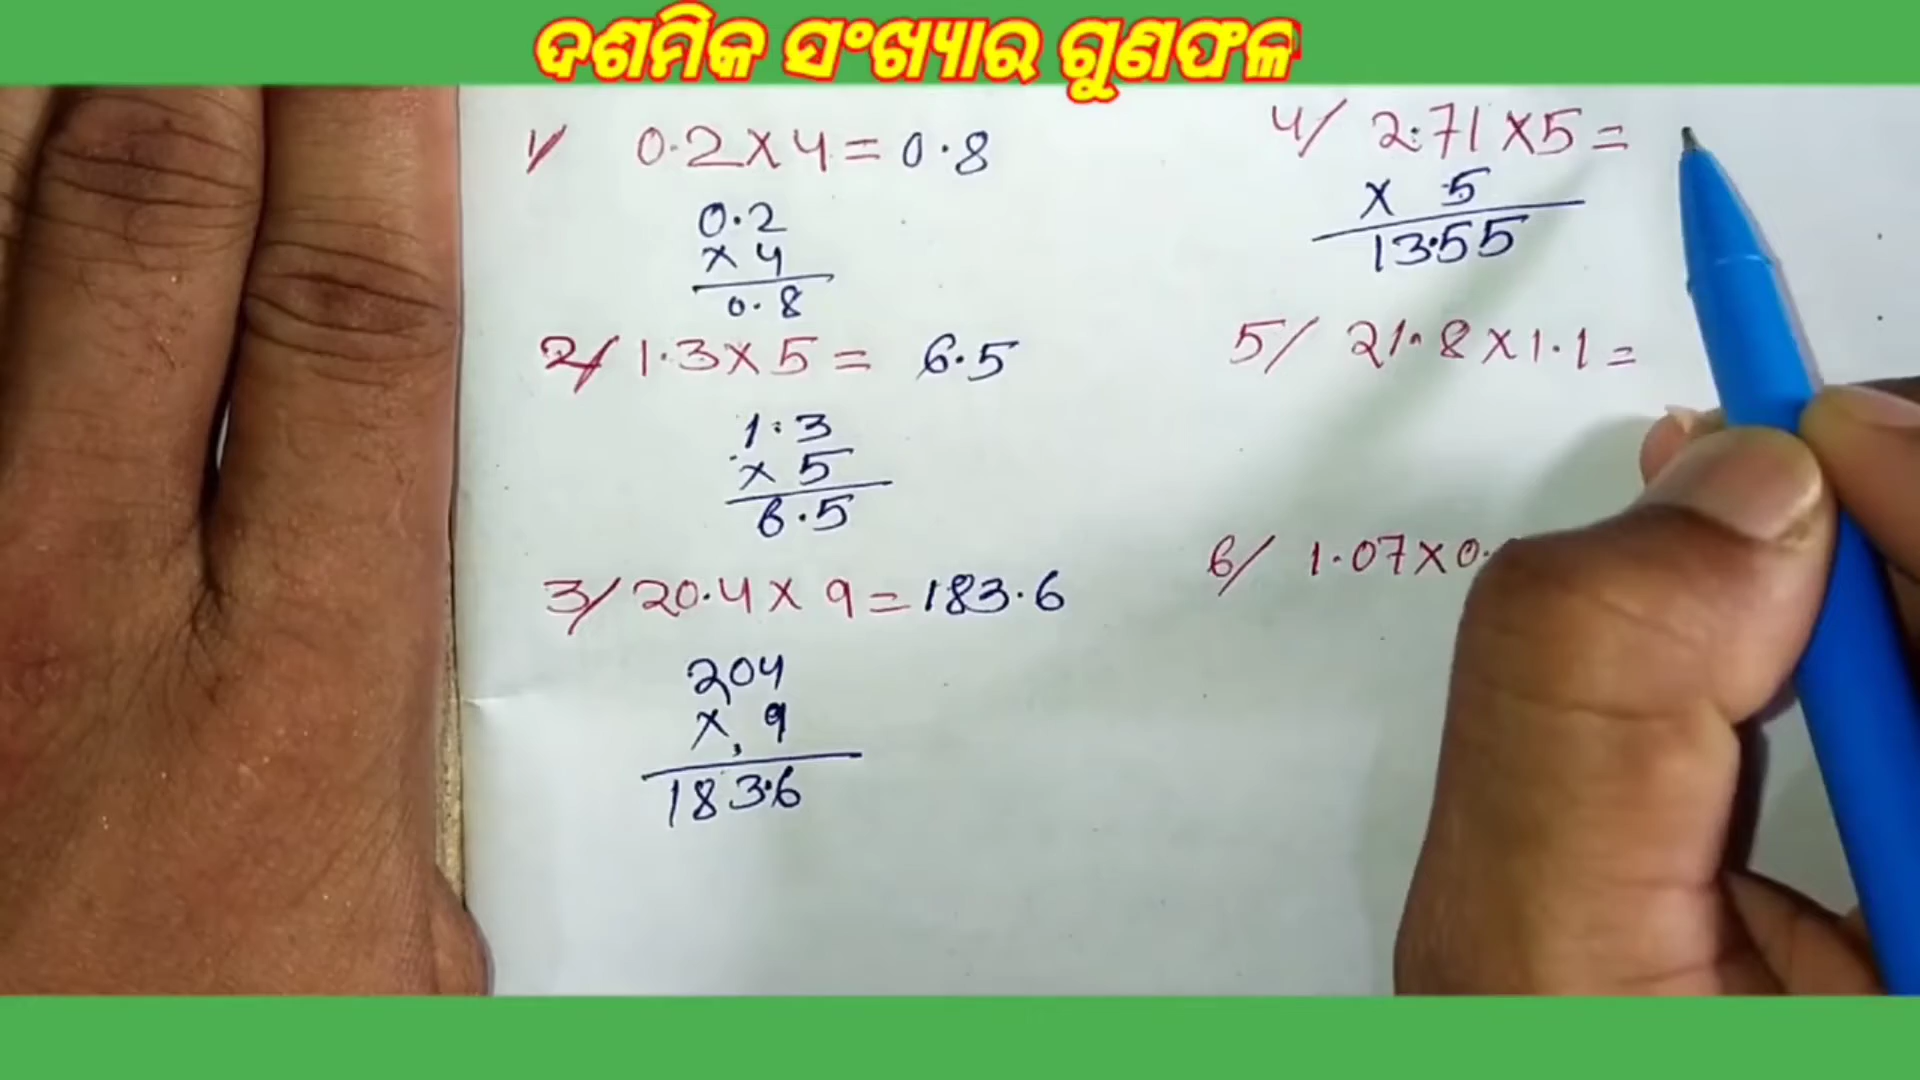 ଦଶମିକ ସଂଖ୍ୟାର ଗୁଣଫଳ
1/ 0.2 × 4 = 0.8
0.2
× 4
0.8
2/ 1.3 × 5 = 6.5
1.3
× 5
6.5
3/ 20.4 × 9 = 183.6
204
× 9
183.6
4/ 2.71 × 5 =
× 5
13.55
5/ 21.8 × 1.1 =
6/ 1.07 × 0.